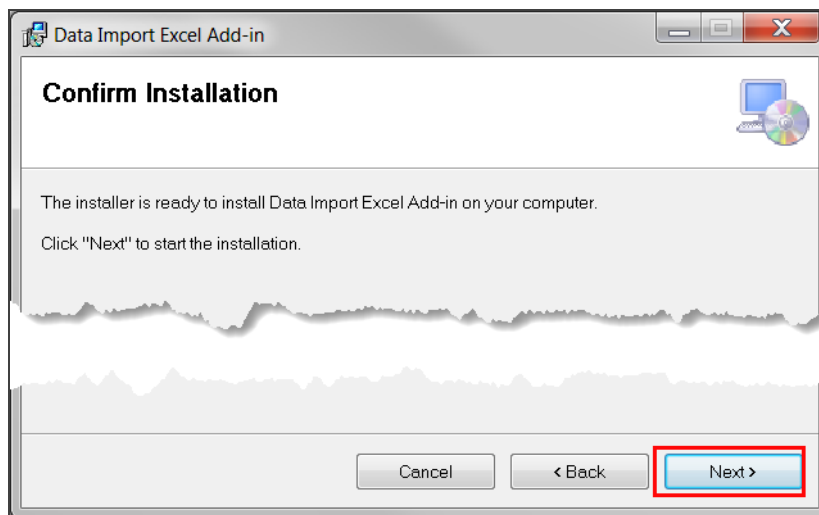 Data Import Excel Add-in
Confirm Installation
The installer is ready to install Data Import Excel Add-in on your computer.
Click "Next" to start the installation.
Cancel
< Back
Next >